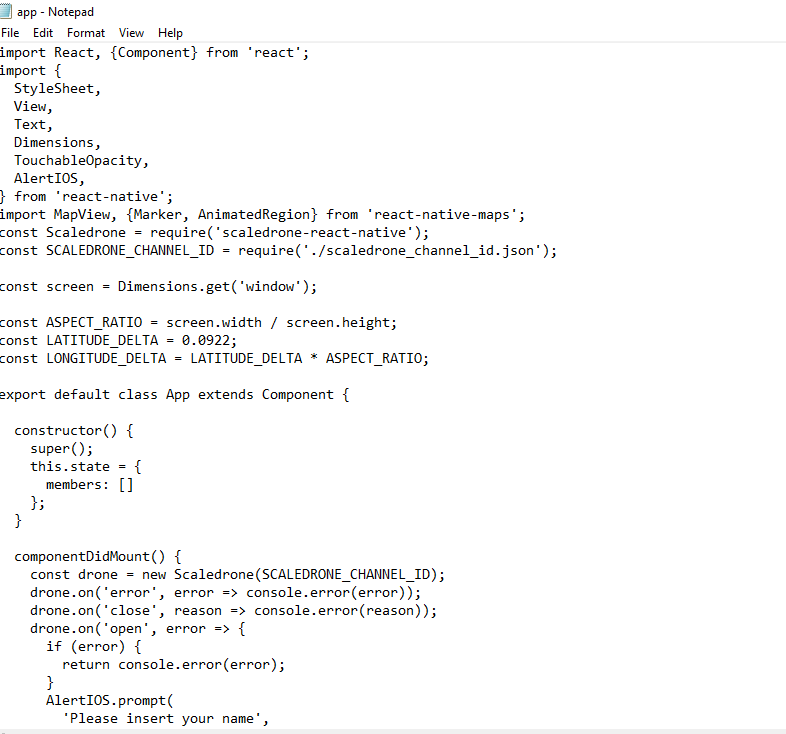 app - Notepad
File Edit Format View Help
import React, {Component} from 'react';
import {
  StyleSheet,
  View,
  Text,
  Dimensions,
  TouchableOpacity,
  AlertIOS,
} from 'react-native';
import MapView, {Marker, AnimatedRegion} from 'react-native-maps';
const Scaledrone = require('scaledrone-react-native');
const SCALEDRONE_CHANNEL_ID = require('./scaledrone_channel_id.json');

const screen = Dimensions.get('window');

const ASPECT_RATIO = screen.width / screen.height;
const LATITUDE_DELTA = 0.0922;
const LONGITUDE_DELTA = LATITUDE_DELTA * ASPECT_RATIO;

export default class App extends Component {

  constructor() {
    super();
    this.state = {
      members: []
    };
  }

  componentDidMount() {
    const drone = new Scaledrone(SCALEDRONE_CHANNEL_ID);
    drone.on('error', error => console.error(error));
    drone.on('close', reason => console.error(reason));
    drone.on('open', error => {
      if (error) {
        return console.error(error);
      }
      AlertIOS.prompt(
        'Please insert your name',